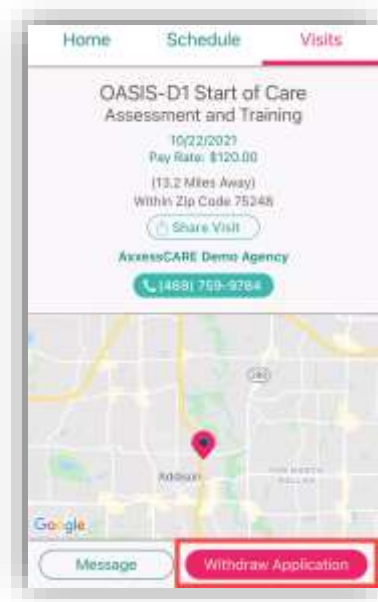 Home Schedule Visits
OASIS-D1 Start of Care
Assessment and Training
10/22/2021
Pay Rate: $120.00
(13.2 Miles Away)
Within Zip Code 75248
Share Visit
AxxessCARE Demo Agency
(469) 759-9784
Addison
Google
Message Withdraw Application